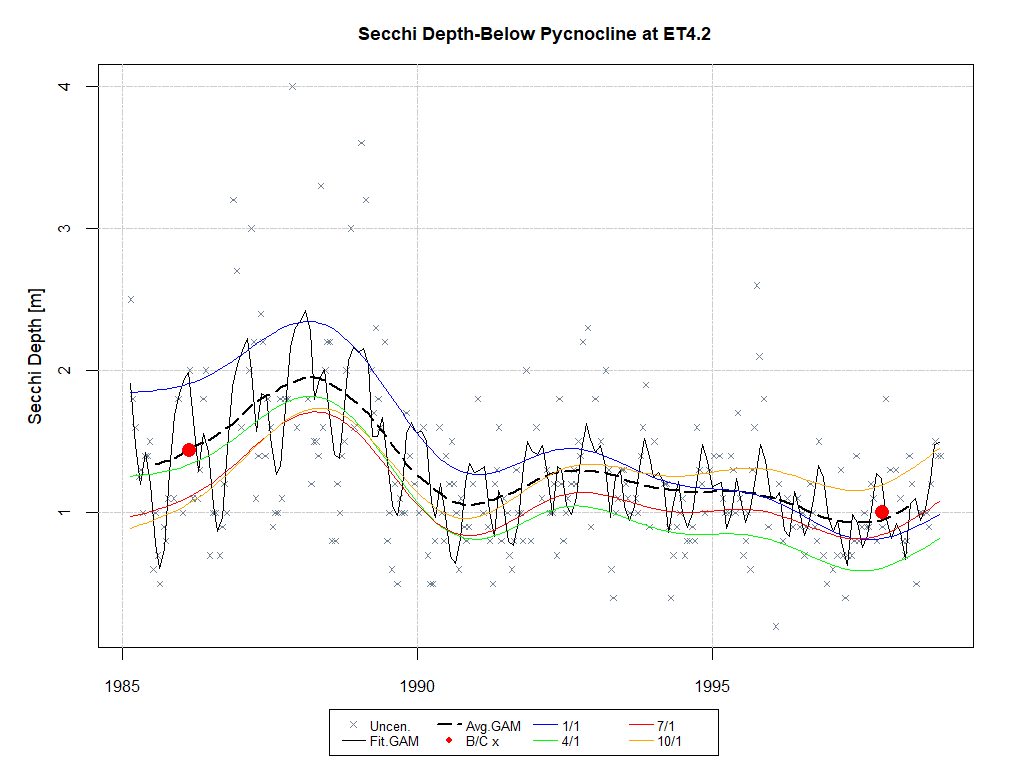 Secchi Depth-Below Pycnocline at ET4.2
Secchi Depth [m]
4
3
2
1
1985 1990 1995
Uncen. Avg.GAM 1/1 7/1
Fit.GAM B/C x 4/1 10/1